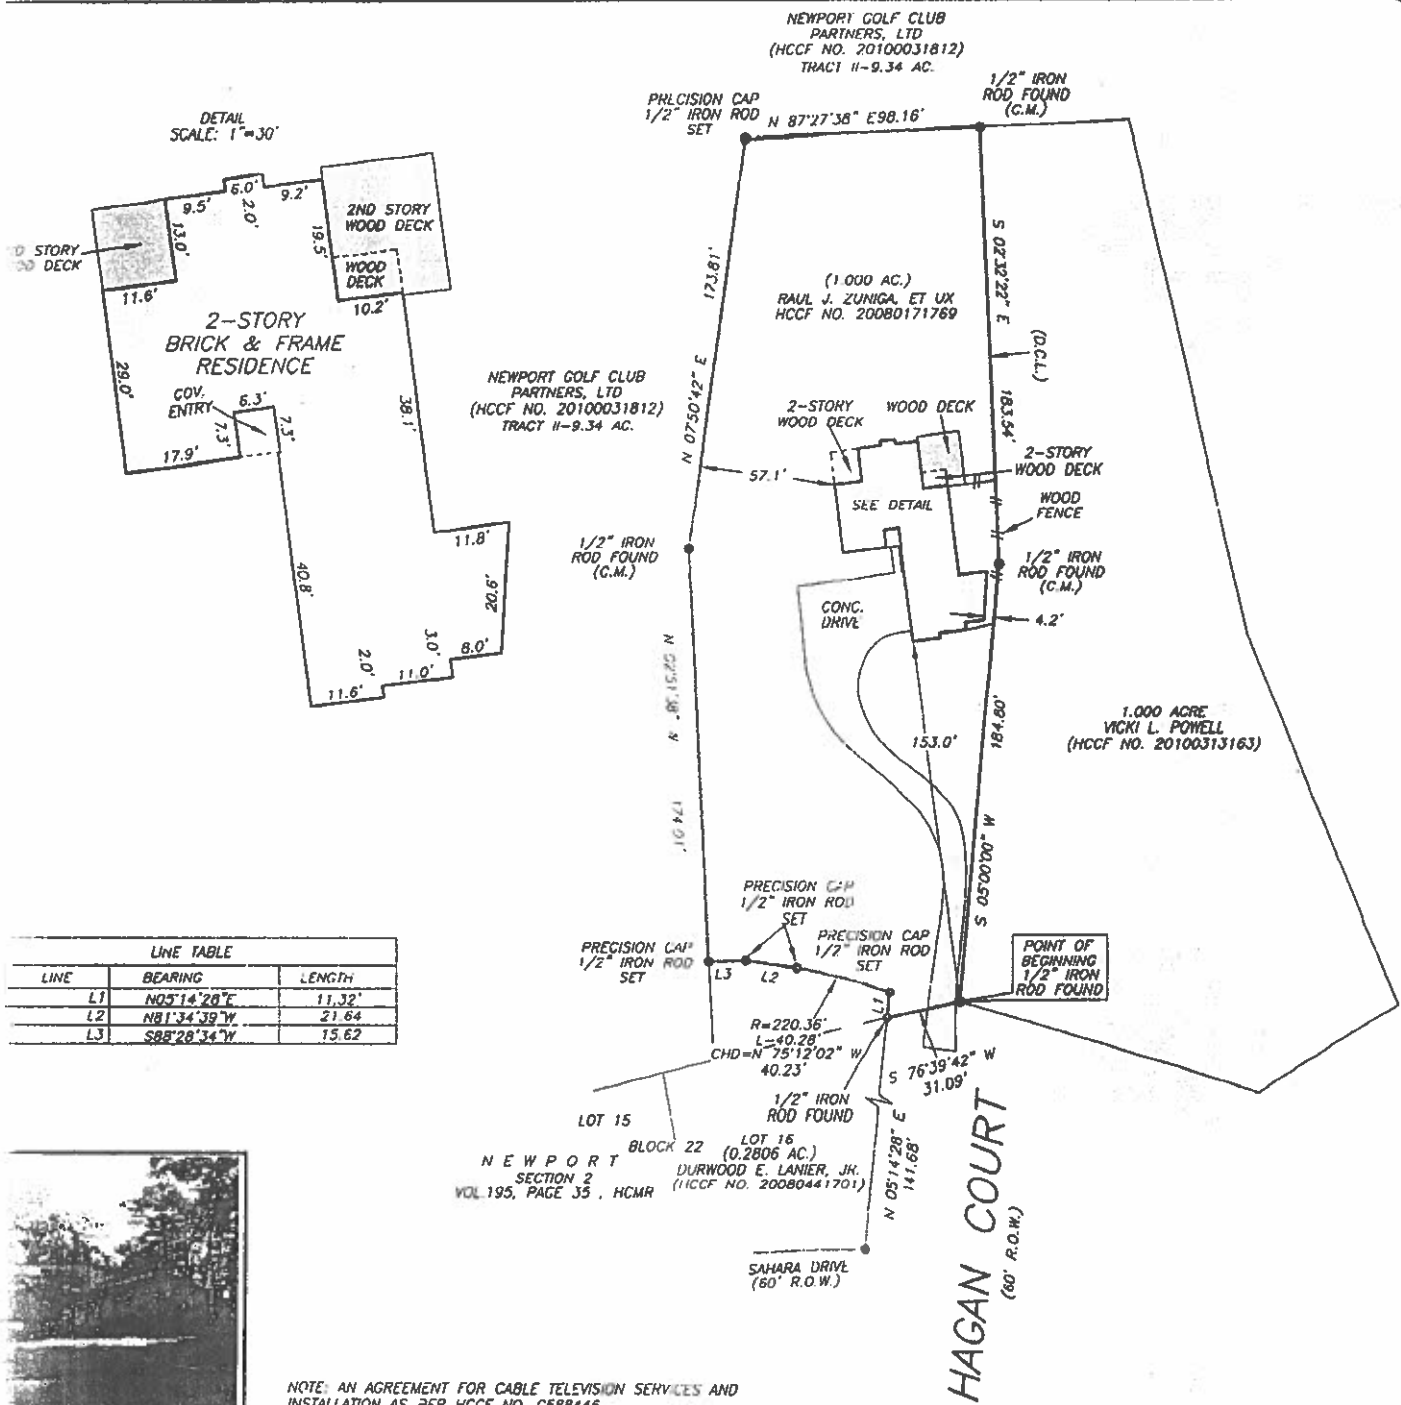 NEWPORT GOLF CLUB
PARTNERS, LTD
(HCCF NO. 20100031812)
TRACT II-9.34 AC.
1/2" IRON
ROD FOUND
(C.M.)
PRECISION CAP
1/2" IRON ROD
SET
N 87°27'38" E98.16'
DETAIL
SCALE: 1"=30'
9.5'
6.0'
2.0'
9.2'
13.0'
19.5'
2ND STORY
WOOD DECK
WOOD
DECK
STORY
DECK
11.6'
10.2'
2-STORY
BRICK & FRAME
RESIDENCE
29.0'
COV.
ENTRY
6.3'
7.3'
7.3'
17.9'
38.1'
40.8'
11.8'
20.6'
3.0'
8.0'
2.0'
11.0'
11.6'
173.81'
N 07°50'42" E
(1.000 AC.)
RAUL J. ZUNIGA, ET UX
HCCF NO. 20080171769
S 02°32'22" E
183.54'
(D.C.L.)
NEWPORT GOLF CLUB
PARTNERS, LTD
(HCCF NO. 20100031812)
TRACT II-9.34 AC.
2-STORY
WOOD DECK
WOOD DECK
2-STORY
WOOD DECK
57.1'
SEE DETAIL
WOOD
FENCE
1/2" IRON
ROD FOUND
(C.M.)
1/2" IRON
ROD FOUND
(C.M.)
CONC.
DRIVE
4.2'
N 02°51'38"
174.01'
153.0'
184.80'
S 05°00'00" W
1.000 ACRE
VICKI L. POWELL
(HCCF NO. 20100313163)
PRECISION CAP
1/2" IRON ROD
SET
PRECISION CAP
1/2" IRON ROD
SET
PRECISION CAP
1/2" IRON ROD
SET
POINT OF
BEGINNING
1/2" IRON
ROD FOUND
LINE TABLE
LINE BEARING LENGTH
L1 N05°14'28"E 11.32'
L2 N81°34'39"W 21.64
L3 S88°28'34"W 15.62
L3
L2
L1
R=220.36'
L=40.28'
CHD=N 75°12'02" W
40.23'
S 76°39'42" W
31.09'
1/2" IRON
ROD FOUND
LOT 15
BLOCK 22
LOT 16
(0.2806 AC.)
DURWOOD E. LANIER, JR.
(HCCF NO. 20080441701)
NEWPORT
SECTION 2
VOL 195, PAGE 35 , HCMR
N 05°14'28" E
141.68'
SAHARA DRIVE
(60' R.O.W.)
HAGAN COURT
(60' R.O.W.)
NOTE: AN AGREEMENT FOR CABLE TELEVISION SERVICES AND
INSTALLATION AS PER HCCF NO.